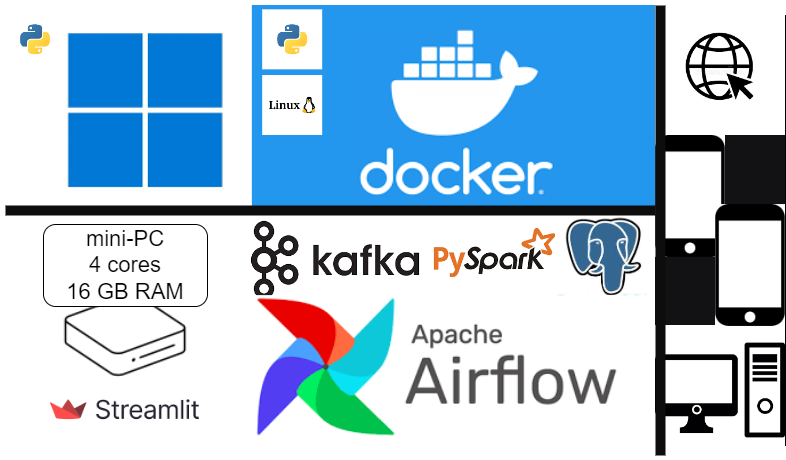 Linux
docker
mini-PC
4 cores
16 GB RAM
kafka
PySpark
Streamlit
Apache
Airflow